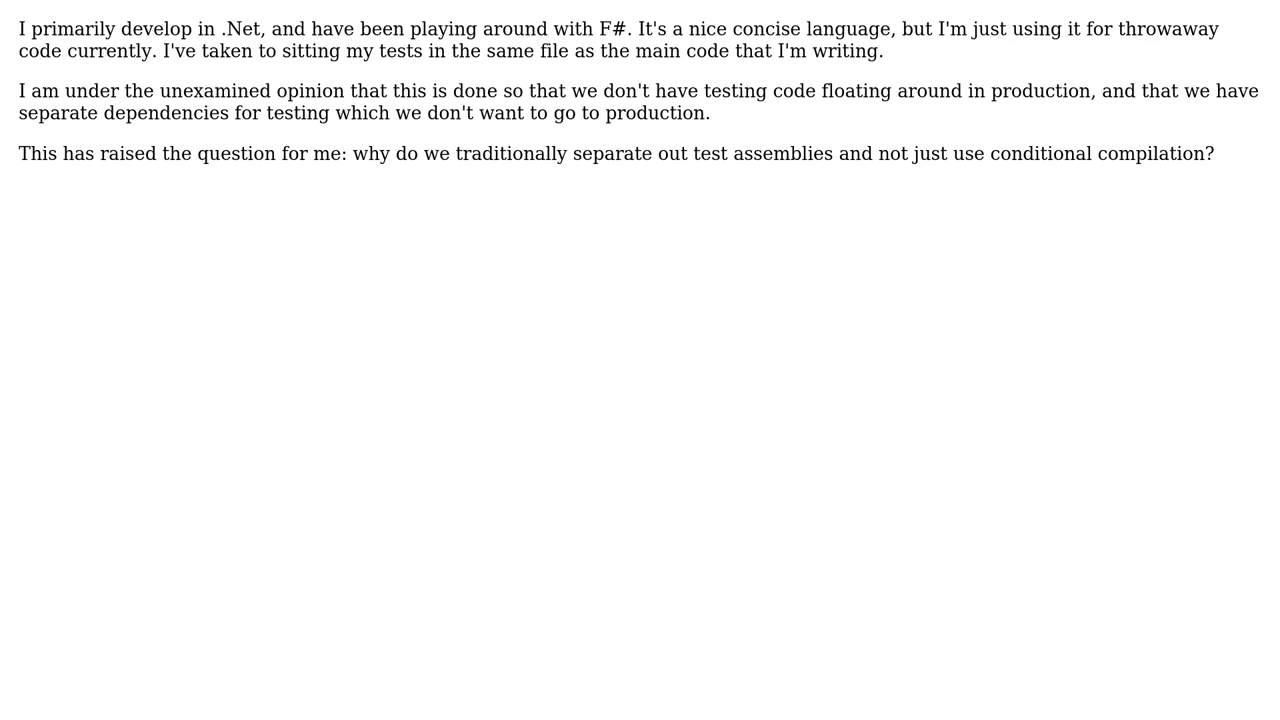 I primarily develop in .Net, and have been playing around with F#. It's a nice concise language, but I'm just using it for throwaway
code currently. I've taken to sitting my tests in the same file as the main code that I'm writing.
I am under the unexamined opinion that this is done so that we don't have testing code floating around in production, and that we have
separate dependencies for testing which we don't want to go to production.
This has raised the question for me: why do we traditionally separate out test assemblies and not just use conditional compilation?